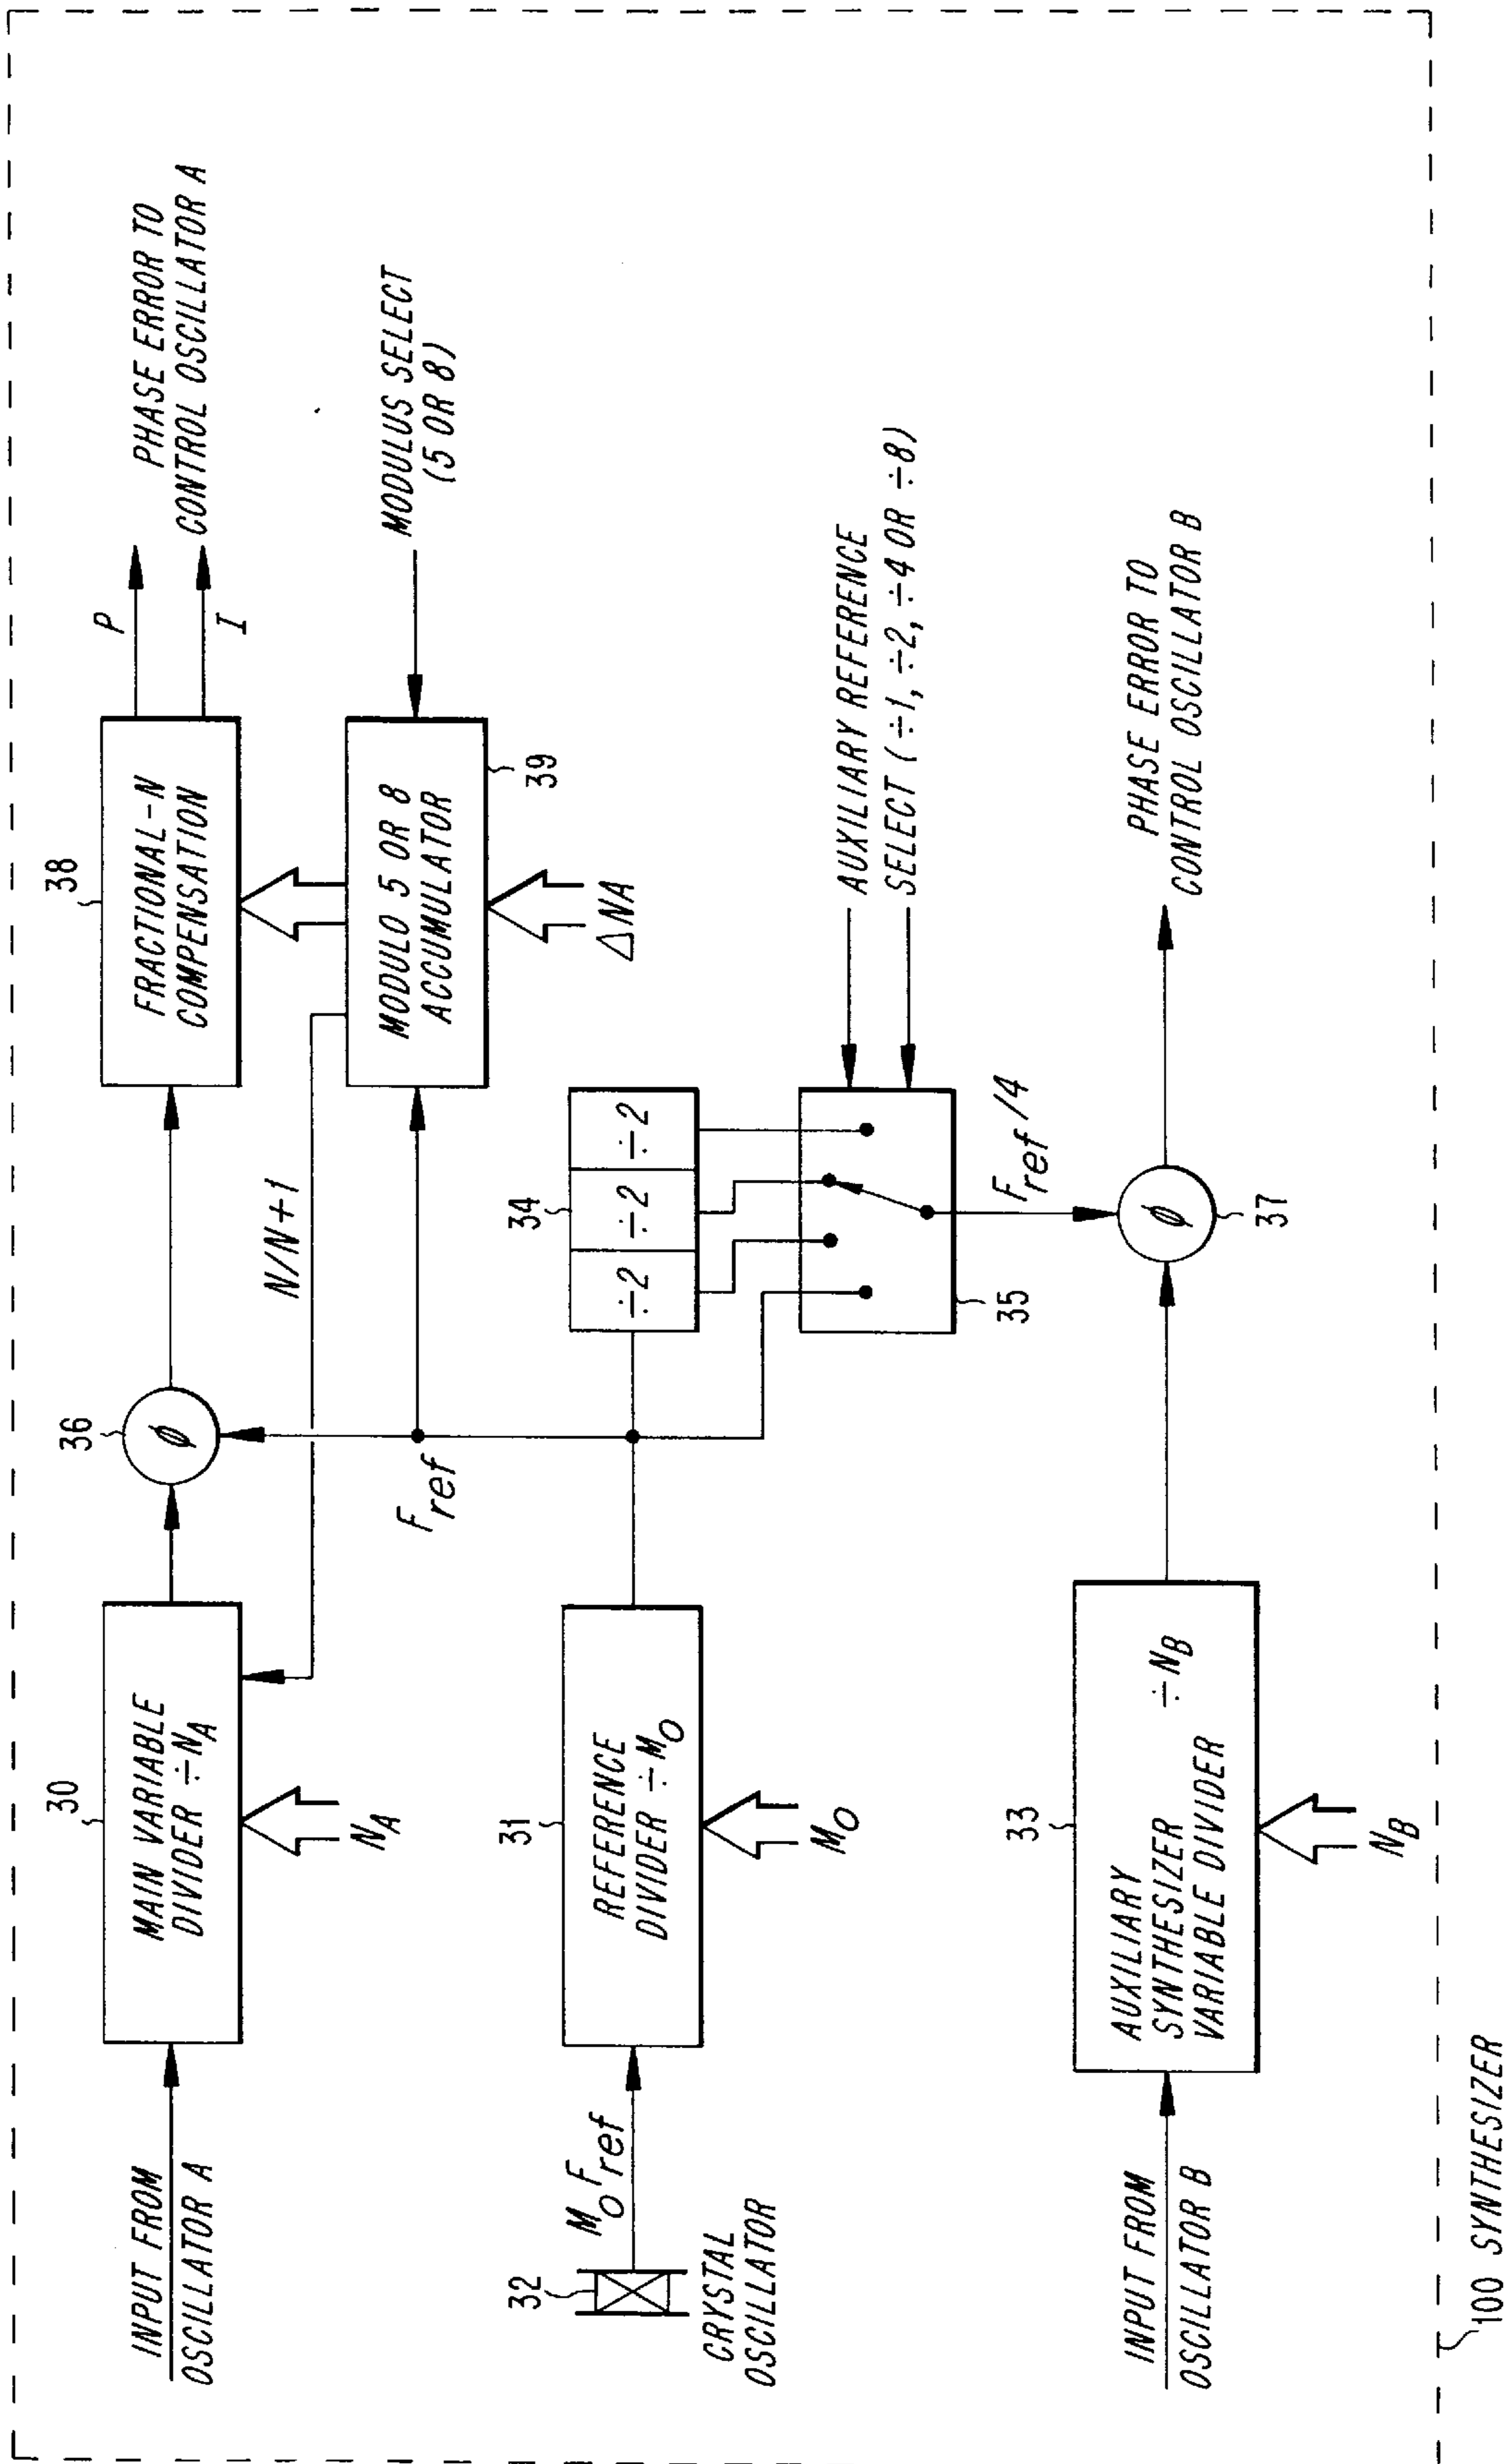 INPUT FROM
OSCILLATOR A
30
MAIN VARIABLE
DIVIDER ÷NA
NA
36
ϕ
N/N+1
38
FRACTIONAL-N
COMPENSATION
P
I
PHASE ERROR TO
CONTROL OSCILLATOR A
MODULO 5 OR 8
ACCUMULATOR
39
ΔNA
MODULUS SELECT
(5 OR 8)
Fref
32
CRYSTAL
OSCILLATOR
MOFref
31
REFERENCE
DIVIDER ÷MO
MO
34
÷2
÷2
÷2
35
AUXILIARY REFERENCE
SELECT (÷1, ÷2, ÷4 OR ÷8)
Fref/4
INPUT FROM
OSCILLATOR B
33
AUXILIARY
SYNTHESIZER
VARIABLE DIVIDER ÷NB
NB
ϕ
37
PHASE ERROR TO
CONTROL OSCILLATOR B
100 SYNTHESIZER